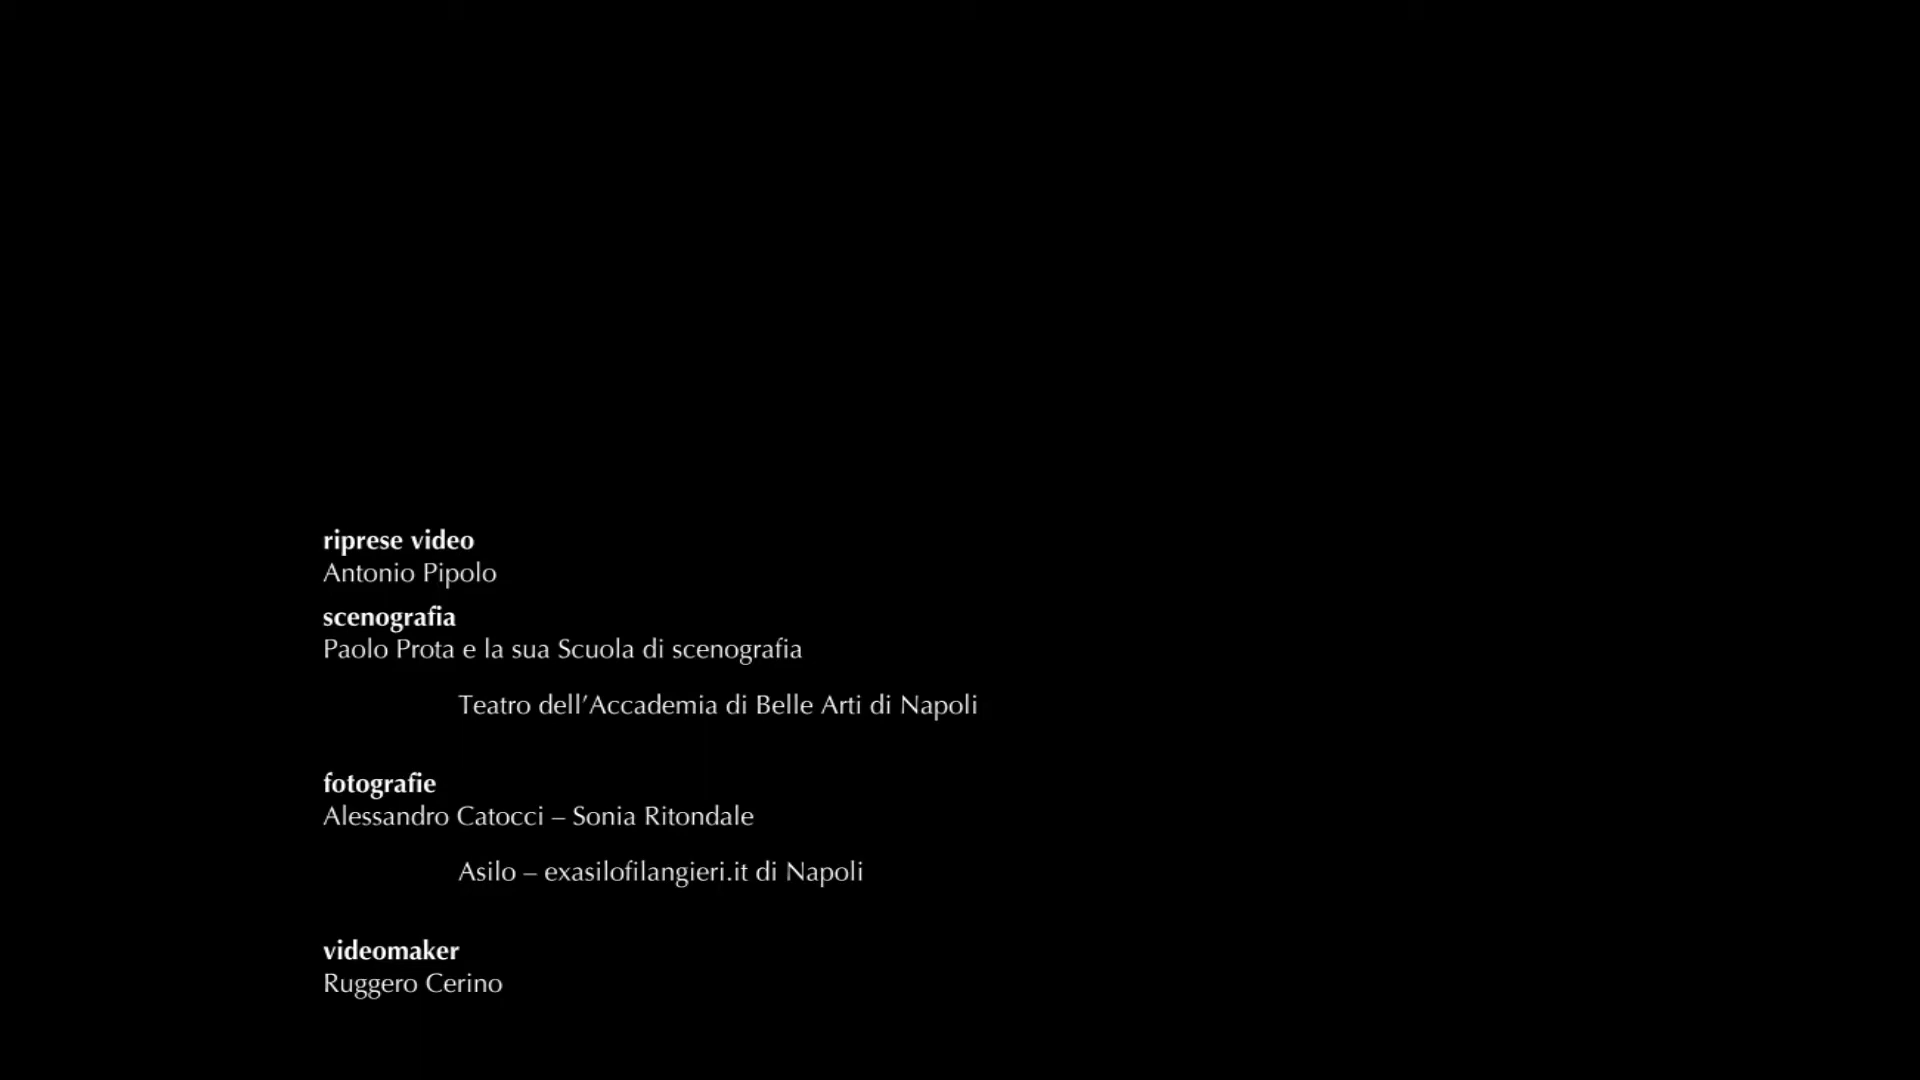 riprese video
Antonio Pipolo
scenografia
Paolo Prota e la sua Scuola di scenografia
Teatro dell’Accademia di Belle Arti di Napoli
fotografie
Alessandro Catocci – Sonia Ritondale
Asilo – exasilofilangieri.it di Napoli
videomaker
Ruggero Cerino